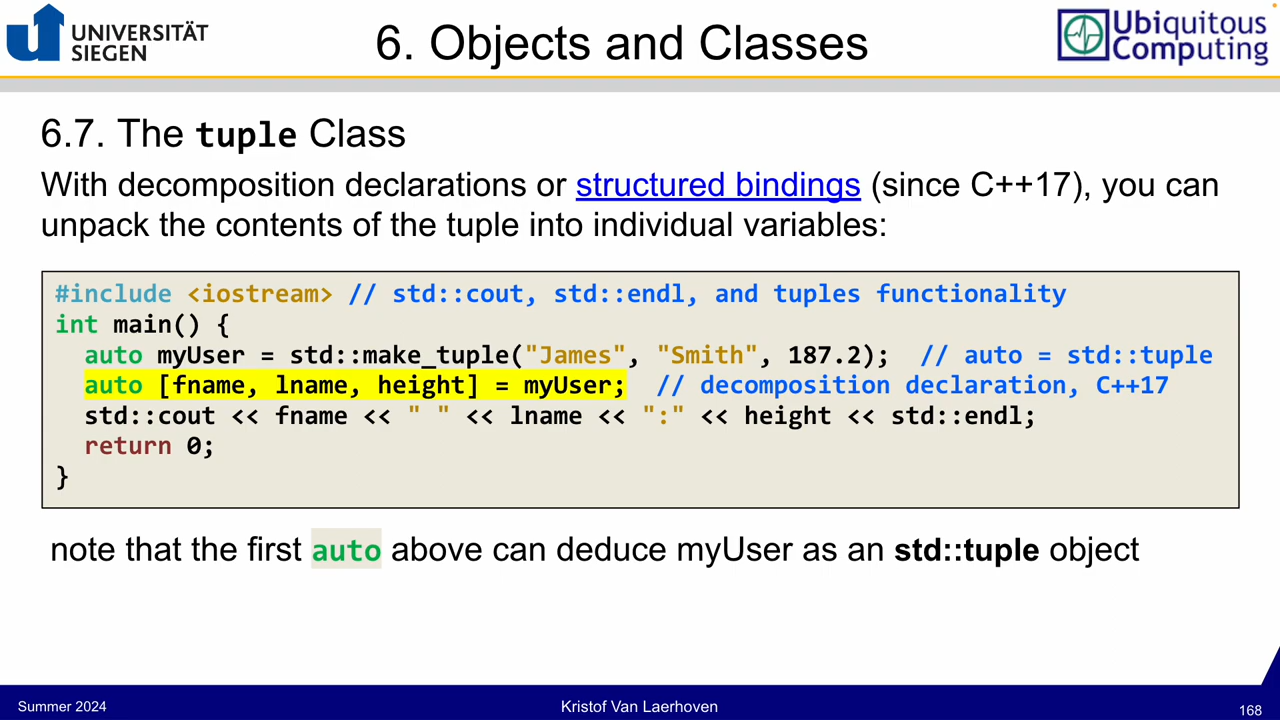 UNIVERSITÄT
SIEGEN
6. Objects and Classes
Ubiquitous
Computing
6.7. The tuple Class
With decomposition declarations or structured bindings (since C++17), you can
unpack the contents of the tuple into individual variables:
#include <iostream> // std::cout, std::endl, and tuples functionality
int main() {
  auto myUser = std::make_tuple("James", "Smith", 187.2);  // auto = std::tuple
  auto [fname, lname, height] = myUser;  // decomposition declaration, C++17
  std::cout << fname << " " << lname << ":" << height << std::endl;
  return 0;
}
note that the first auto above can deduce myUser as an std::tuple object
Summer 2024
Kristof Van Laerhoven
168